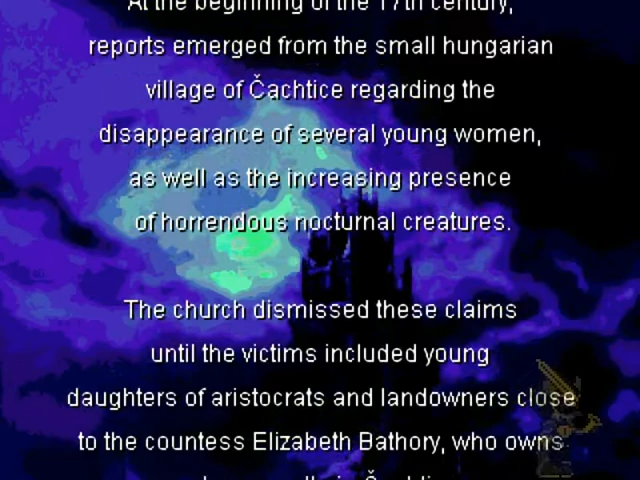 At the beginning of the 17th century,
reports emerged from the small hungarian
village of Čachtice regarding the
disappearance of several young women,
as well as the increasing presence
of horrendous nocturnal creatures.
The church dismissed these claims
until the victims included young
daughters of aristocrats and landowners close
to the countess Elizabeth Bathory, who owns